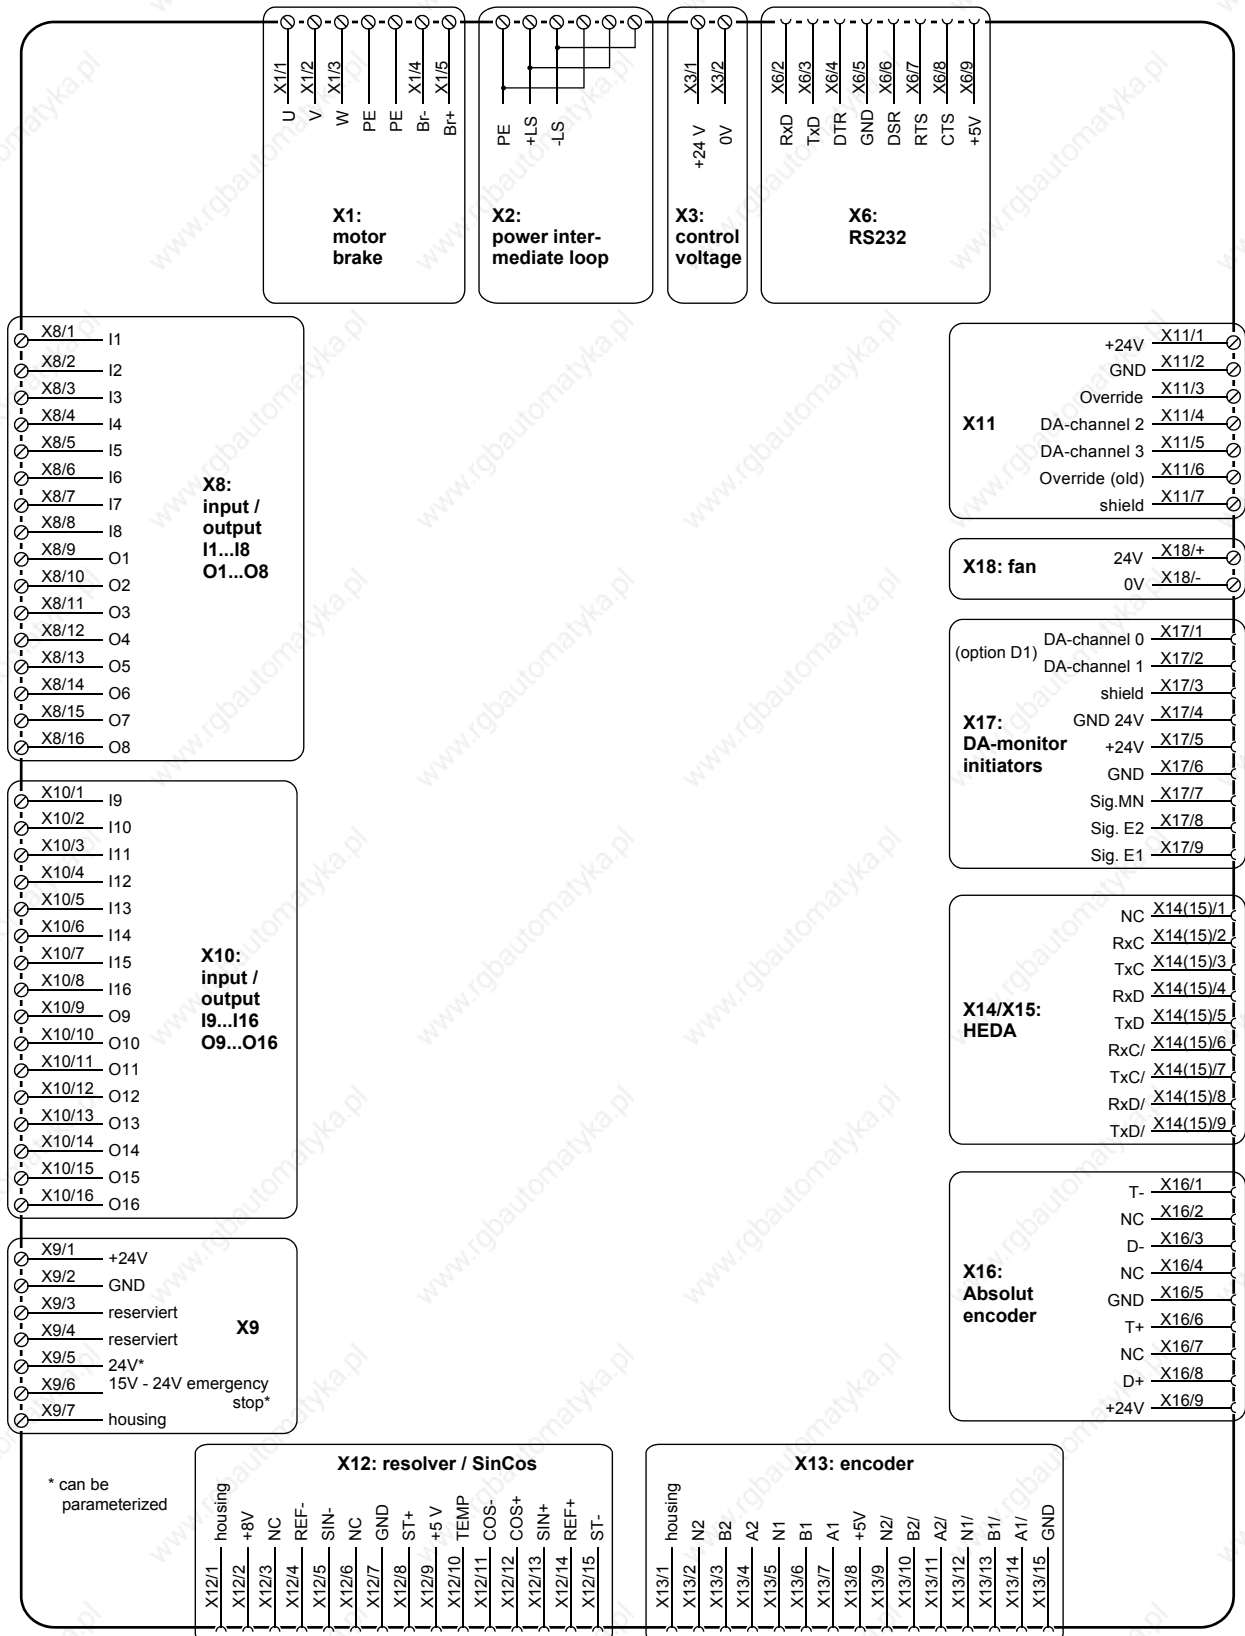 X1/1 U
X1/2 V
X1/3 W
PE
PE
X1/4 Br-
X1/5 Br+
X1:
motor
brake
PE
+LS
-LS
X2:
power inter-
mediate loop
X3/1 +24 V
X3/2 0V
X3:
control
voltage
X6/2 RxD
X6/3 TxD
X6/4 DTR
X6/5 GND
X6/6 DSR
X6/7 RTS
X6/8 CTS
X6/9 +5V
X6:
RS232
X8/1 I1
X8/2 I2
X8/3 I3
X8/4 I4
X8/5 I5
X8/6 I6
X8/7 I7
X8/8 I8
X8/9 O1
X8/10 O2
X8/11 O3
X8/12 O4
X8/13 O5
X8/14 O6
X8/15 O7
X8/16 O8
X8:
input /
output
I1...I8
O1...O8
X10/1 I9
X10/2 I10
X10/3 I11
X10/4 I12
X10/5 I13
X10/6 I14
X10/7 I15
X10/8 I16
X10/9 O9
X10/10 O10
X10/11 O11
X10/12 O12
X10/13 O13
X10/14 O14
X10/15 O15
X10/16 O16
X10:
input /
output
I9...I16
O9...O16
X9/1 +24V
X9/2 GND
X9/3 reserviert
X9/4 reserviert
X9/5 24V*
X9/6 15V - 24V emergency
stop*
X9/7 housing
X9
* can be
parameterized
X11
+24V X11/1
GND X11/2
Override X11/3
DA-channel 2 X11/4
DA-channel 3 X11/5
Override (old) X11/6
shield X11/7
X18: fan
24V X18/+
0V X18/-
(option D1)
DA-channel 0 X17/1
DA-channel 1 X17/2
shield X17/3
GND 24V X17/4
+24V X17/5
GND X17/6
Sig.MN X17/7
Sig. E2 X17/8
Sig. E1 X17/9
X17:
DA-monitor
initiators
X14/X15:
HEDA
NC X14(15)/1
RxC X14(15)/2
TxC X14(15)/3
RxD X14(15)/4
TxD X14(15)/5
RxC/ X14(15)/6
TxC/ X14(15)/7
RxD/ X14(15)/8
TxD/ X14(15)/9
X16:
Absolut
encoder
T- X16/1
NC X16/2
D- X16/3
NC X16/4
GND X16/5
T+ X16/6
NC X16/7
D+ X16/8
+24V X16/9
X12: resolver / SinCos
X12/1 housing
X12/2 +8V
X12/3 NC
X12/4 REF-
X12/5 SIN-
X12/6 NC
X12/7 GND
X12/8 ST+
X12/9 +5 V
X12/10 TEMP
X12/11 COS-
X12/12 COS+
X12/13 SIN+
X12/14 REF+
X12/15 ST-
X13: encoder
X13/1 housing
X13/2 N2
X13/3 B2
X13/4 A2
X13/5 N1
X13/6 B1
X13/7 A1
X13/8 +5V
X13/9 N2/
X13/10 B2/
X13/11 A2/
X13/12 N1/
X13/13 B1/
X13/14 A1/
X13/15 GND
www.rgbautomatyka.pl